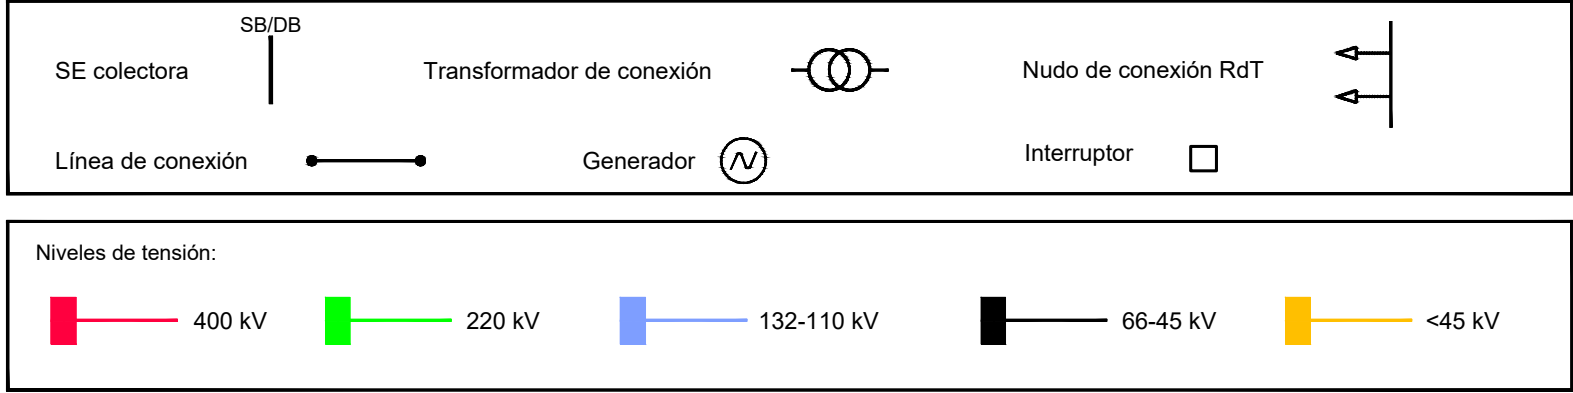 SB/DB
SE colectora
Transformador de conexión
Nudo de conexión RdT
Línea de conexión
Generador
Interruptor
Niveles de tensión:
400 kV
220 kV
132-110 kV
66-45 kV
<45 kV